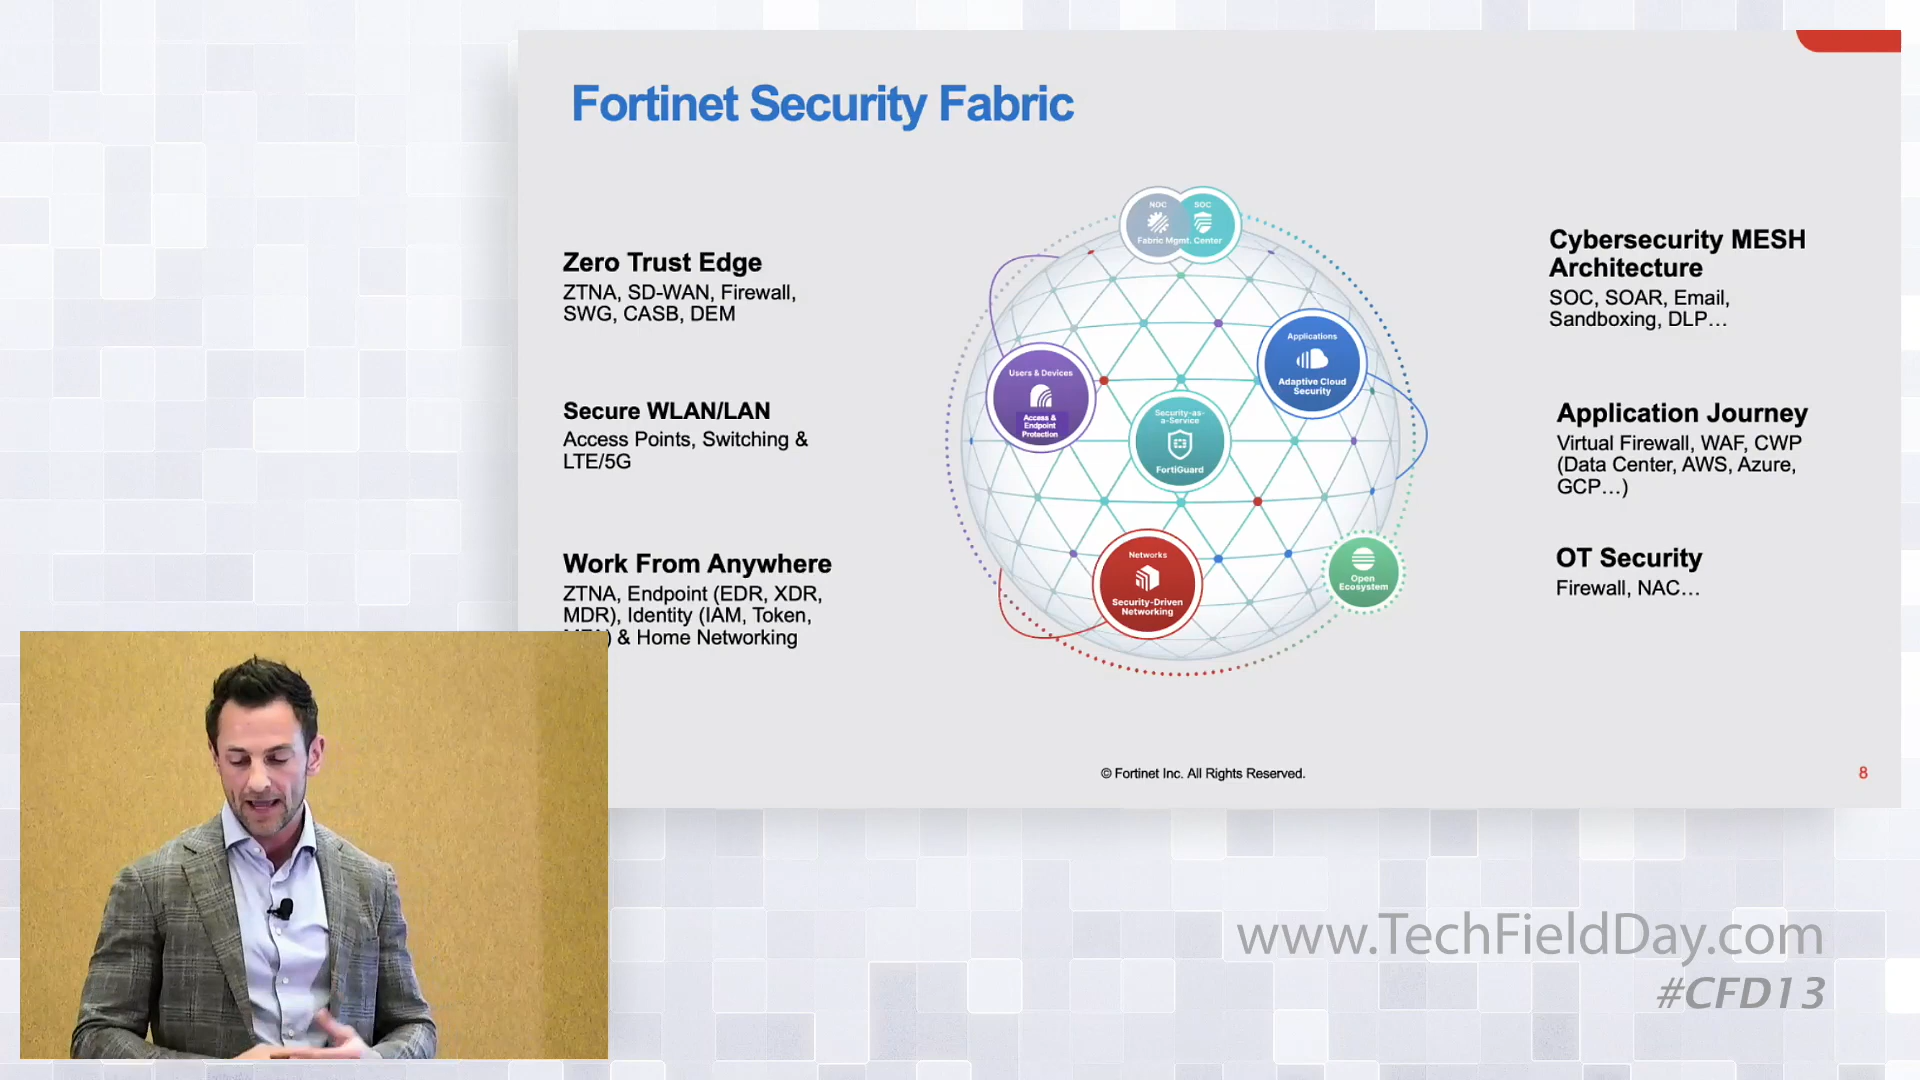 Fortinet Security Fabric
Zero Trust Edge
ZTNA, SD-WAN, Firewall,
SWG, CASB, DEM
Secure WLAN/LAN
Access Points, Switching &
LTE/5G
Work From Anywhere
ZTNA, Endpoint (EDR, XDR,
MDR), Identity (IAM, Token,
) & Home Networking
NOC
SOC
Fabric Mgmt. Center
Users & Devices
Access &
Endpoint
Protection
Applications
Adaptive Cloud
Security
Security-as-
a-Service
FortiGuard
Networks
Security-Driven
Networking
Open
Ecosystem
Cybersecurity MESH
Architecture
SOC, SOAR, Email,
Sandboxing, DLP…
Application Journey
Virtual Firewall, WAF, CWP
(Data Center, AWS, Azure,
GCP…)
OT Security
Firewall, NAC…
© Fortinet Inc. All Rights Reserved.
8
www.TechFieldDay.com
#CFD13